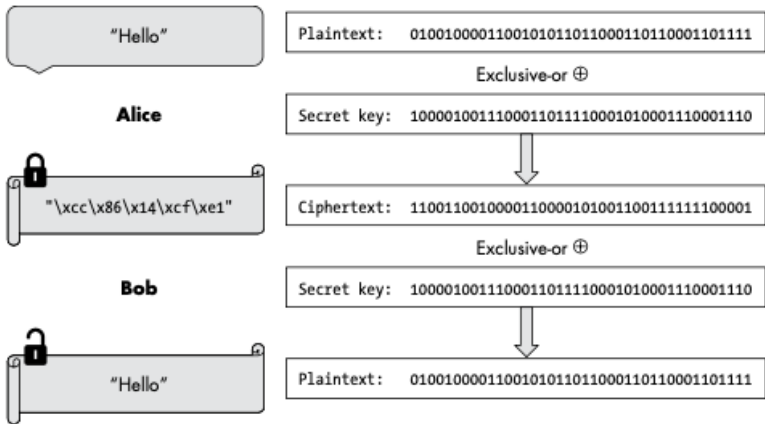 "Hello"
Plaintext: 0100100001100101011011000110110001101111
Exclusive-or ⊕
Alice
Secret key: 1000010011100011011110001010001110001110
"\xcc\x86\x14\xcf\xe1"
Ciphertext: 1100110010000110000101001100111111100001
Exclusive-or ⊕
Bob
Secret key: 1000010011100011011110001010001110001110
"Hello"
Plaintext: 0100100001100101011011000110110001101111